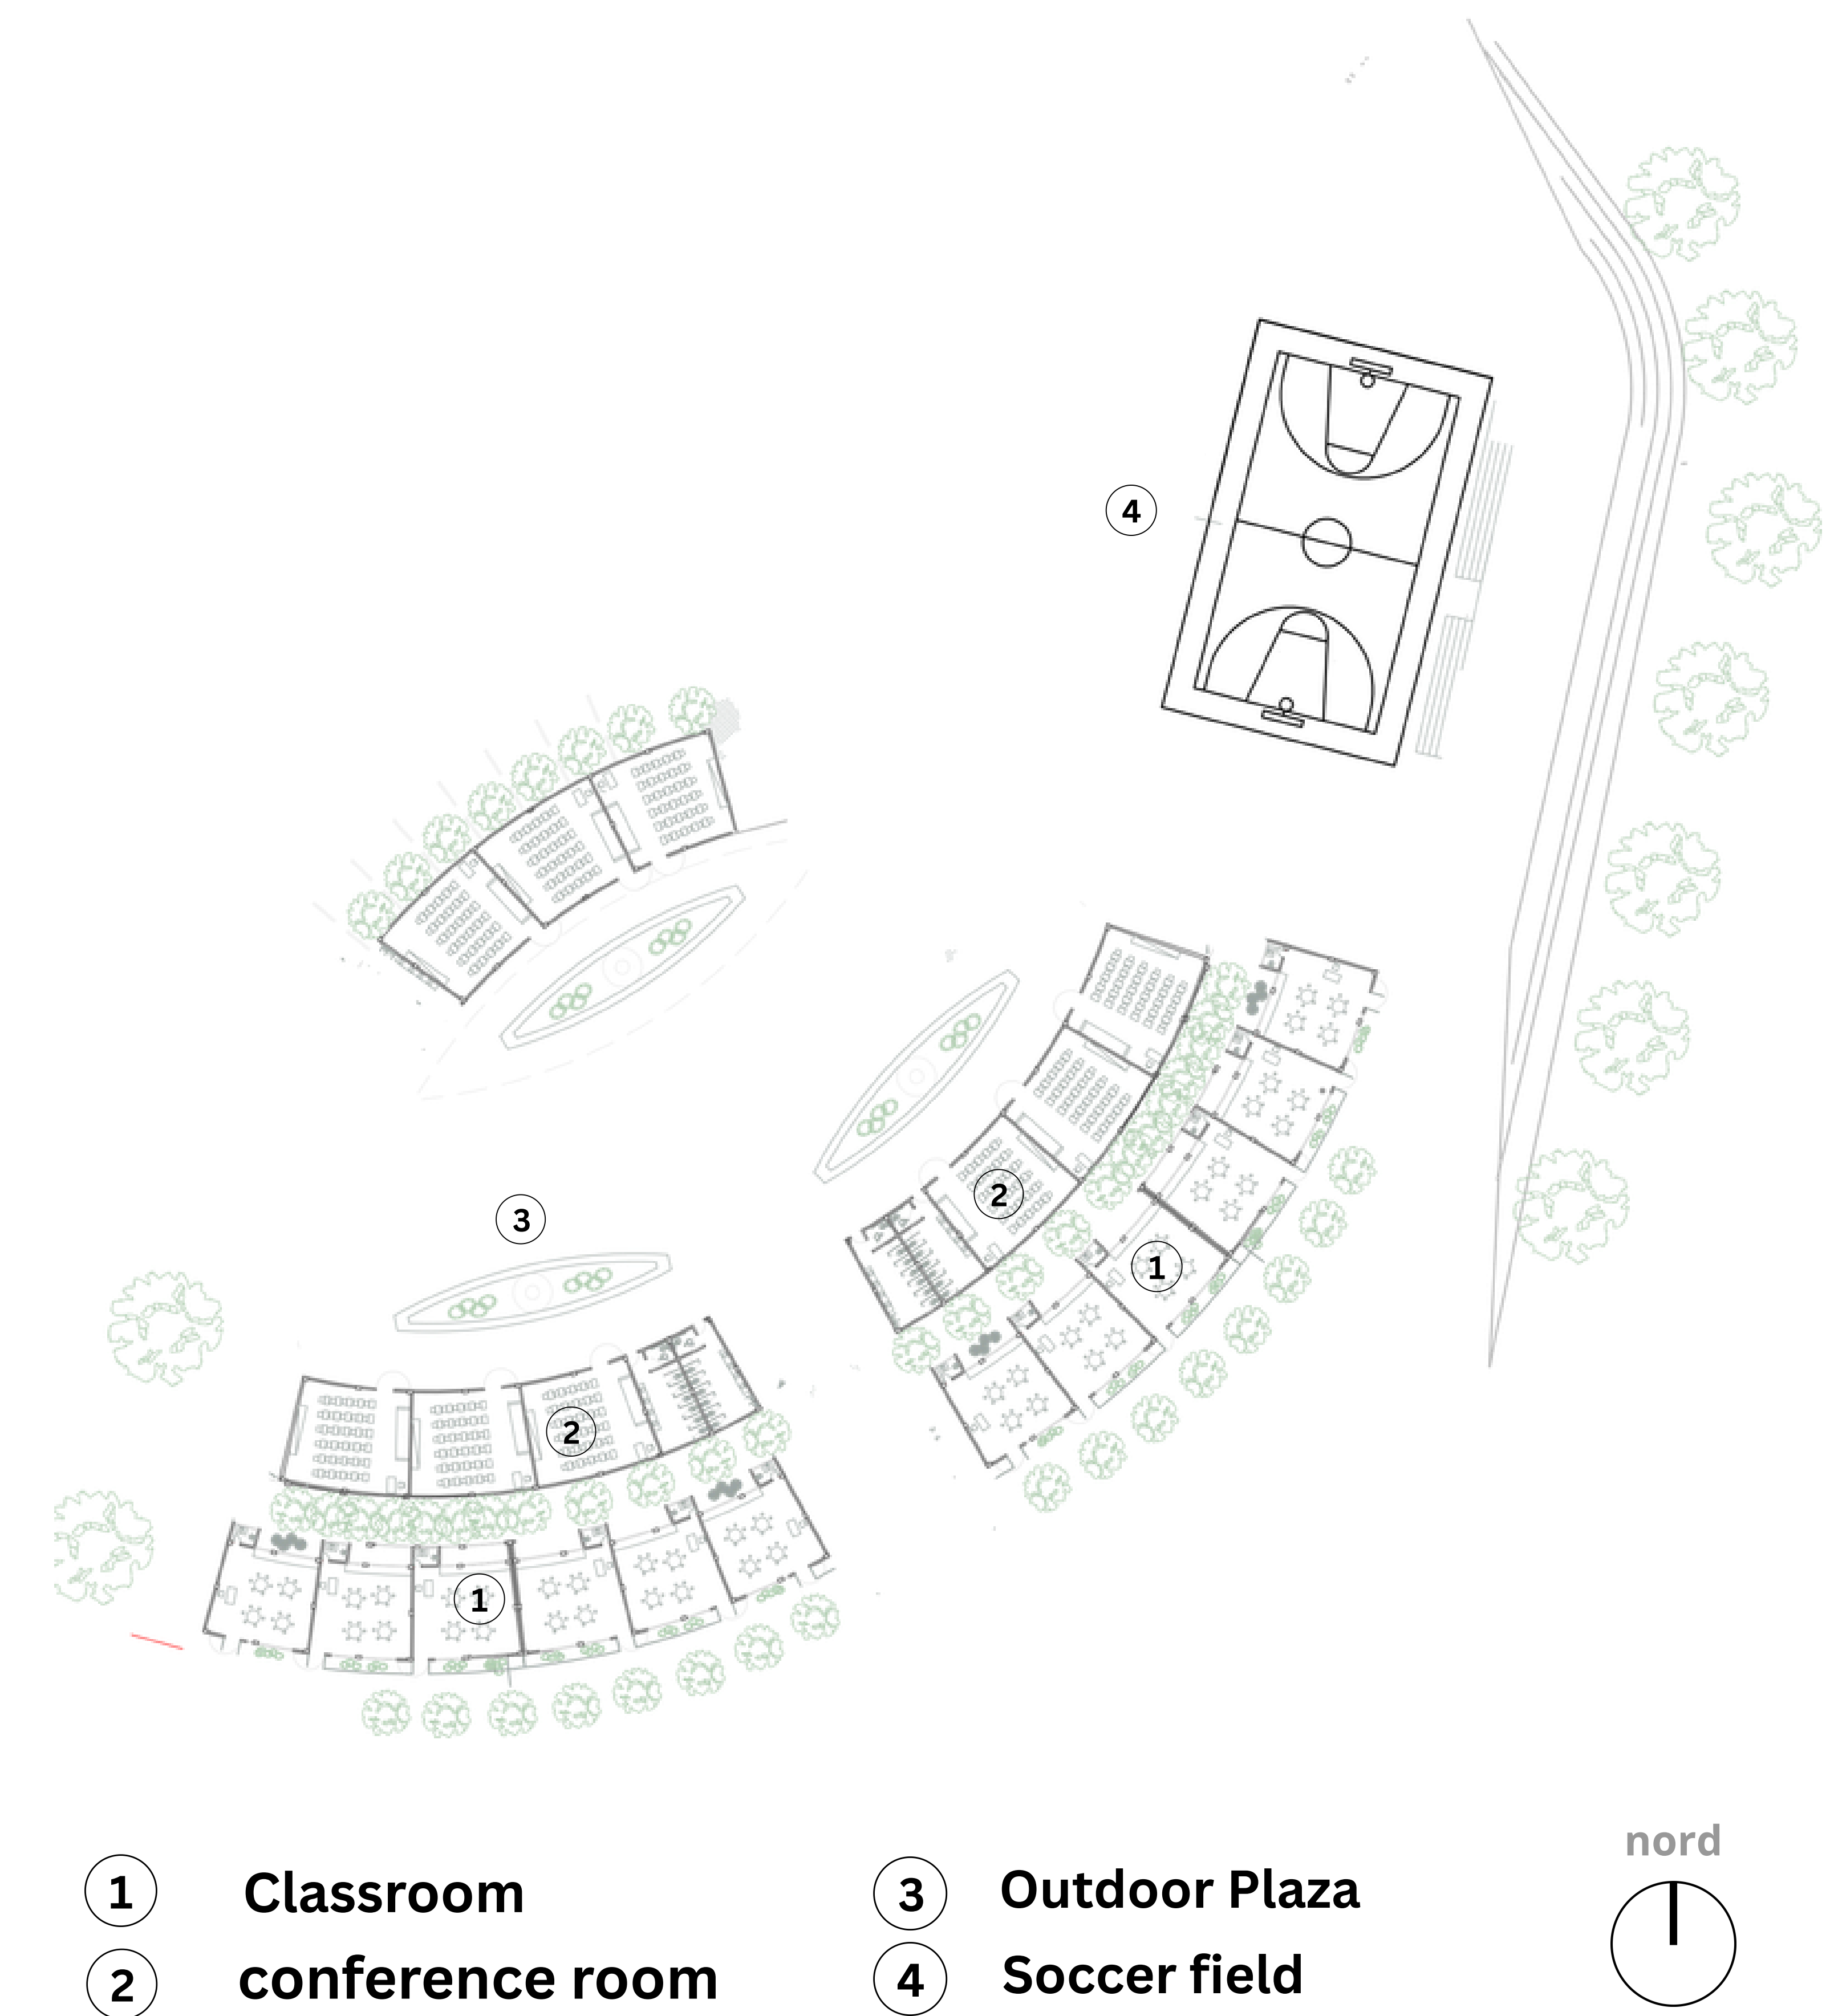 4
3
2
1
2
1
nord
1 Classroom
3 Outdoor Plaza
2 conference room
4 Soccer field